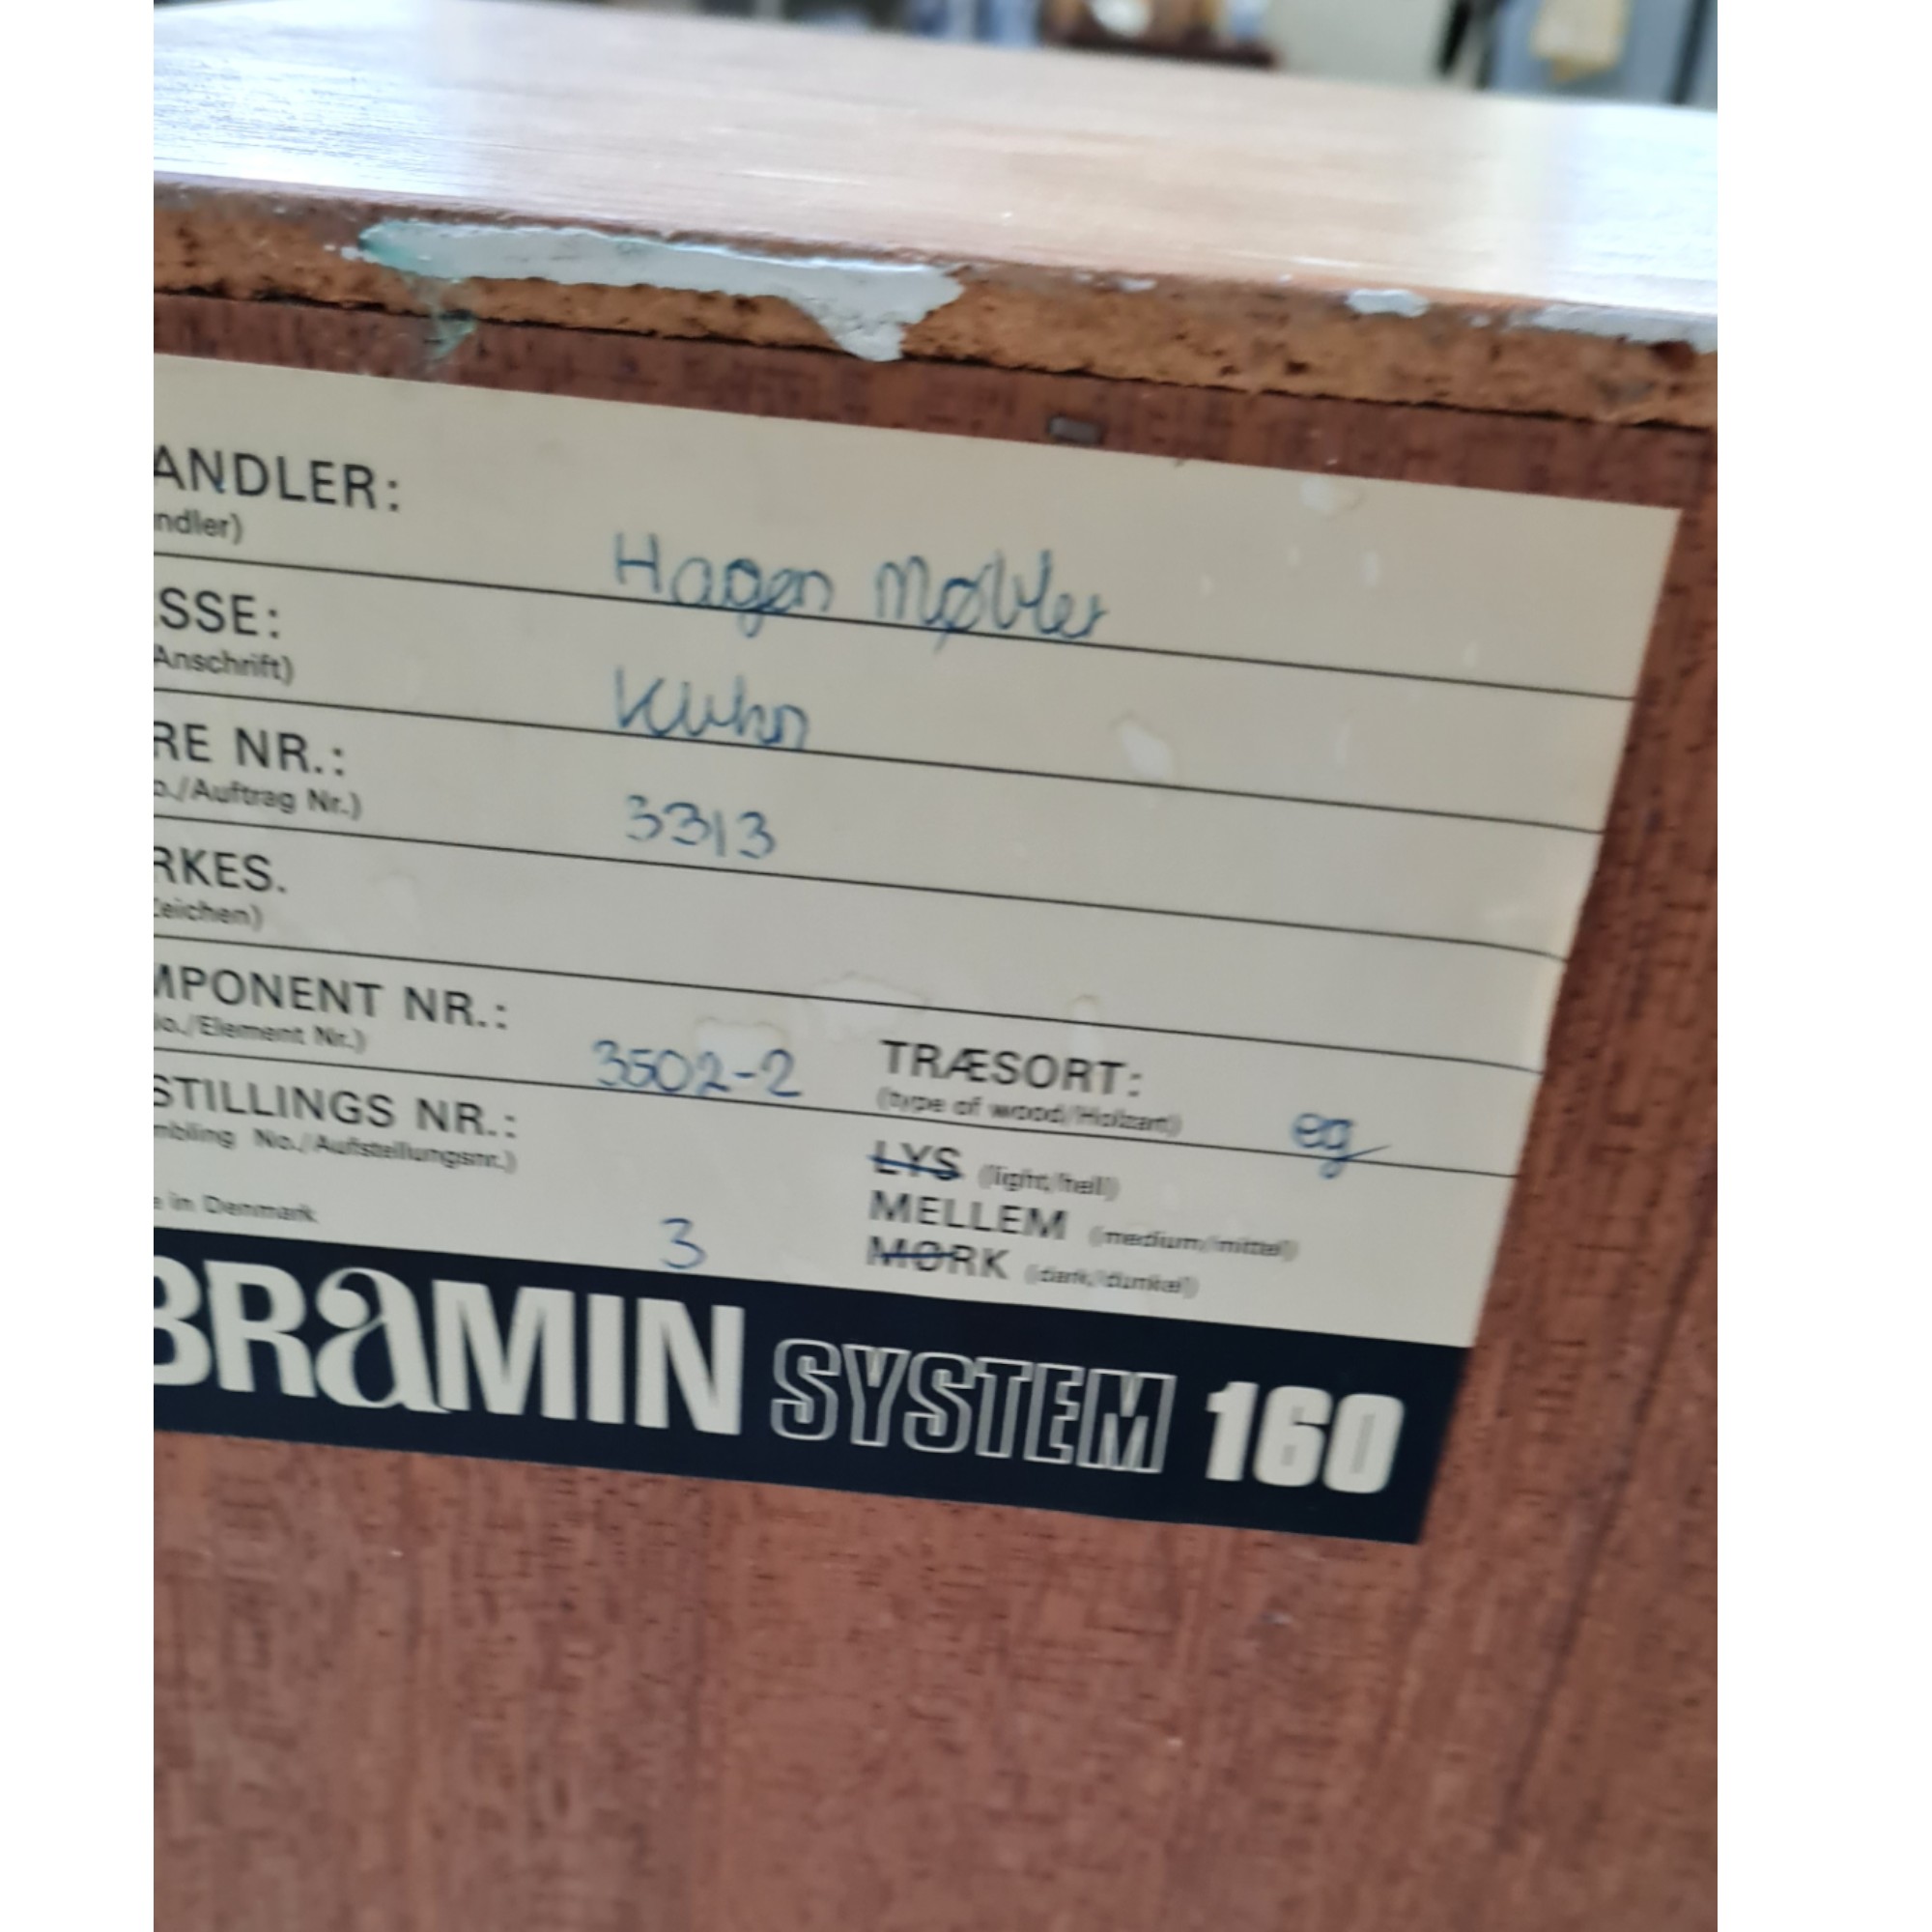 ANDLER: Hagen Møbler
ndler)
SSE: Kuhn
Anschrift)
RE NR.: 3313
o./Auftrag Nr.)
RKES.
Zeichen)
MPONENT NR.: 3502-2 TRÆSORT: eg
No./Element Nr.) (type of wood/Holzart)
STILLINGS NR.: 3 LYS (light/hell)
mbling No./Aufstellungsnr.) MELLEM (medium/mittel)
e in Denmark MØRK (dark/dunkel)
BRAMIN SYSTEM 160